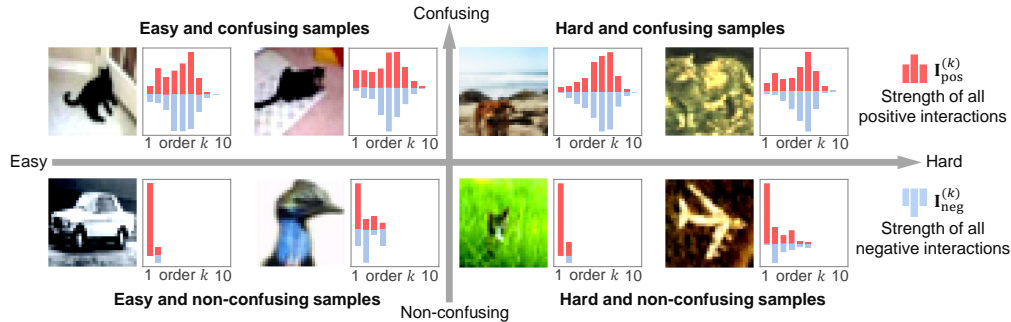 Confusing
Easy and confusing samples
Hard and confusing samples
1 order k 10
1 order k 10
1 order k 10
1 order k 10
I_pos^(k)
Strength of all
positive interactions
Easy
Hard
1 order k 10
1 order k 10
1 order k 10
1 order k 10
I_neg^(k)
Strength of all
negative interactions
Easy and non-confusing samples
Non-confusing
Hard and non-confusing samples